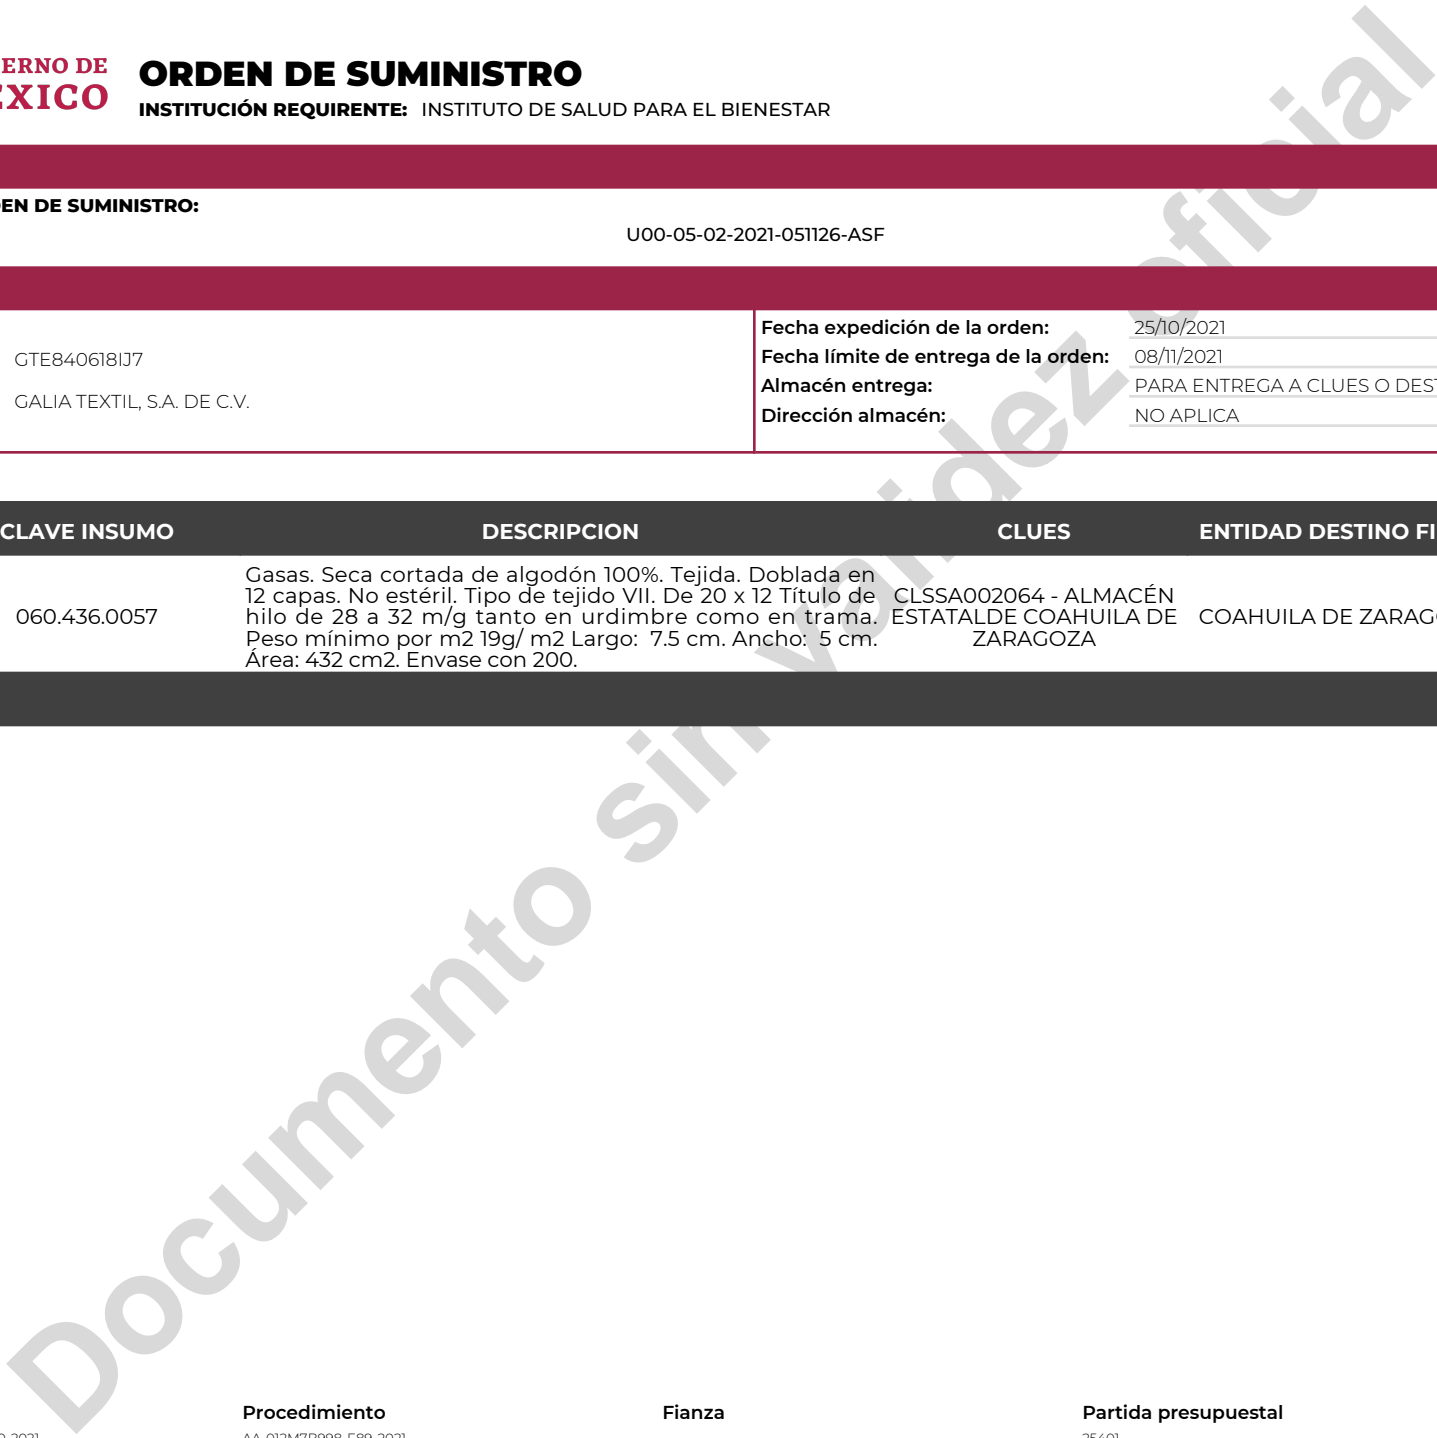 ERNO DE
EXICO
ORDEN DE SUMINISTRO
INSTITUCIÓN REQUIRENTE: INSTITUTO DE SALUD PARA EL BIENESTAR
EN DE SUMINISTRO:
U00-05-02-2021-051126-ASF
GTE840618IJ7
GALIA TEXTIL, S.A. DE C.V.
Fecha expedición de la orden: 25/10/2021
Fecha límite de entrega de la orden: 08/11/2021
Almacén entrega: PARA ENTREGA A CLUES O DEST
Dirección almacén: NO APLICA
CLAVE INSUMO DESCRIPCION CLUES ENTIDAD DESTINO FI
060.436.0057
Gasas. Seca cortada de algodón 100%. Tejida. Doblada en
12 capas. No estéril. Tipo de tejido VII. De 20 x 12 Título de
hilo de 28 a 32 m/g tanto en urdimbre como en trama.
Peso mínimo por m2 19g/ m2 Largo: 7.5 cm. Ancho: 5 cm.
Área: 432 cm2. Envase con 200.
CLSSA002064 - ALMACÉN
ESTATALDE COAHUILA DE
ZARAGOZA
COAHUILA DE ZARAG
Documento sin validez oficial
Procedimiento Fianza Partida presupuestal